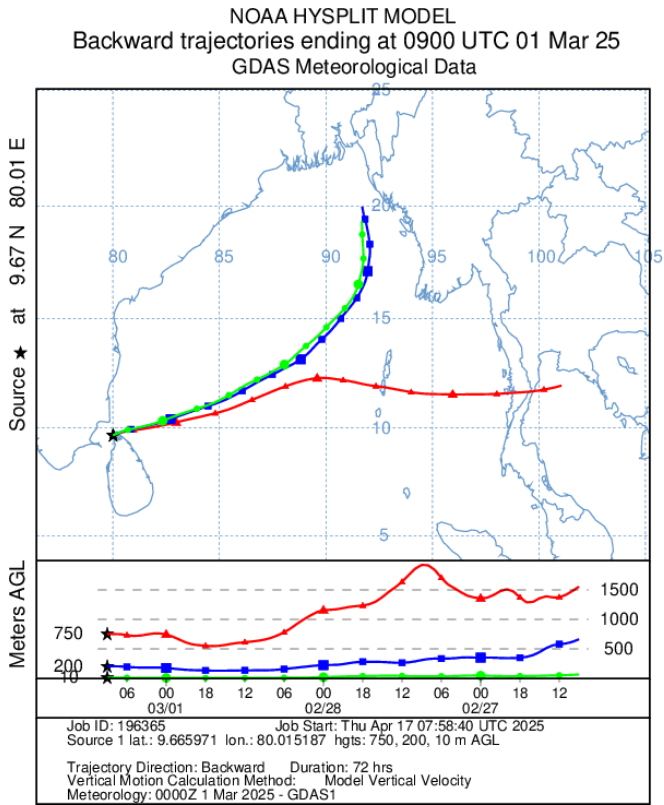 NOAA HYSPLIT MODEL
Backward trajectories ending at 0900 UTC 01 Mar 25
GDAS Meteorological Data
Source ★ at 9.67 N 80.01 E
25
20
80 85 90 95 100 105
15
10
5
Meters AGL
1500
1000
500
750
200
10
06 00 18 12 06 00 18 12 06 00 18 12
03/01 02/28 02/27
Job ID: 196365 Job Start: Thu Apr 17 07:58:40 UTC 2025
Source 1 lat.: 9.665971 lon.: 80.015187 hgts: 750, 200, 10 m AGL
Trajectory Direction: Backward Duration: 72 hrs
Vertical Motion Calculation Method: Model Vertical Velocity
Meteorology: 0000Z 1 Mar 2025 - GDAS1